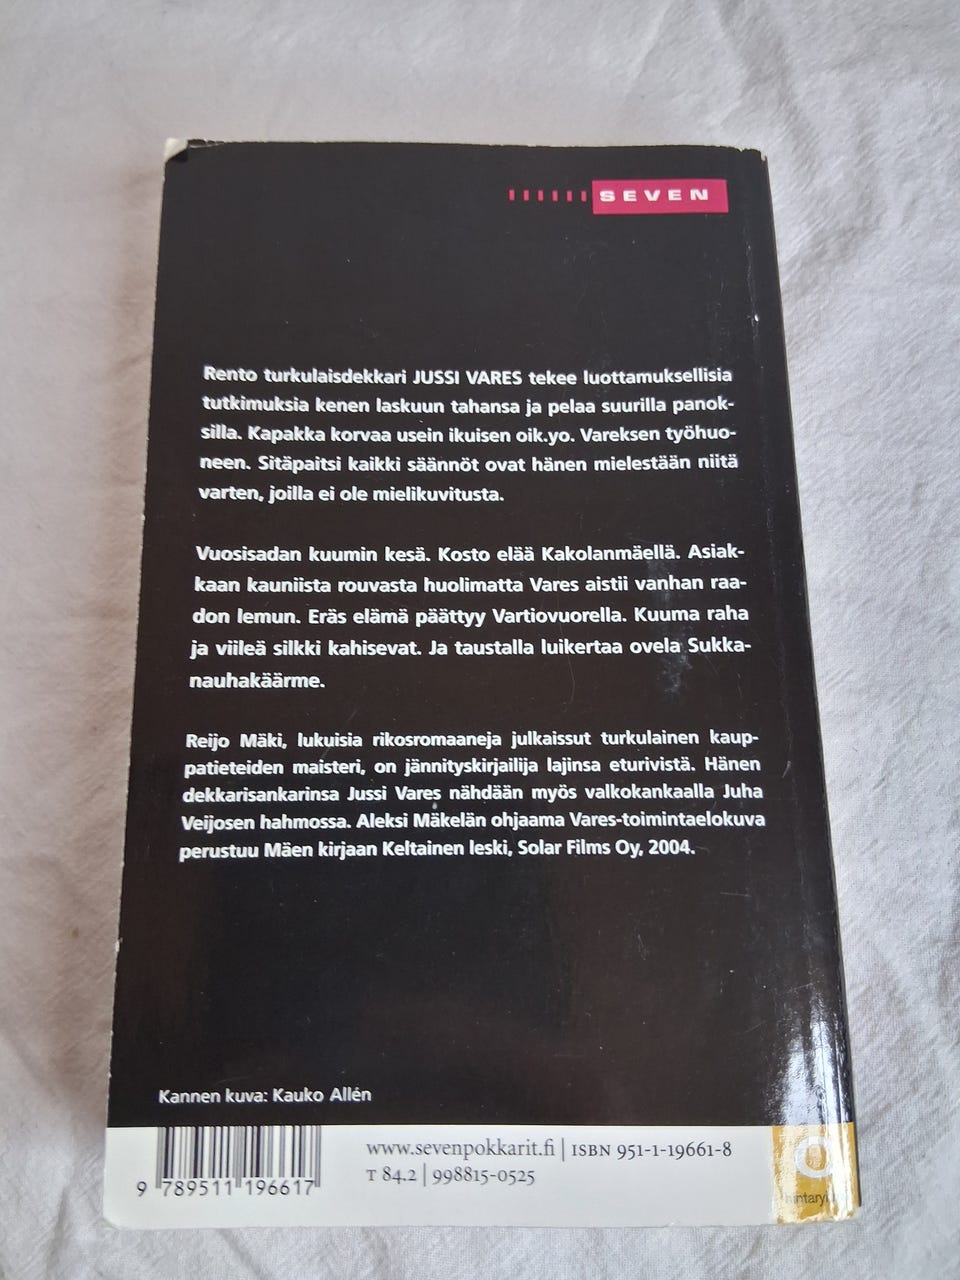 SEVEN
Rento turkulaisdekkari JUSSI VARES tekee luottamuksellisia
tutkimuksia kenen laskuun tahansa ja pelaa suurilla panok-
silla. Kapakka korvaa usein ikuisen oik.yo. Vareksen työhuo-
neen. Sitäpaitsi kaikki säännöt ovat hänen mielestään niitä
varten, joilla ei ole mielikuvitusta.
Vuosisadan kuumin kesä. Kosto elää Kakolanmäellä. Asiak-
kaan kauniista rouvasta huolimatta Vares aistii vanhan raa-
don lemun. Eräs elämä päättyy Vartiovuorella. Kuuma raha
ja viileä silkki kahisevat. Ja taustalla luikertaa ovela Sukka-
nauhakäärme.
Reijo Mäki, lukuisia rikosromaaneja julkaissut turkulainen kaup-
patieteiden maisteri, on jännityskirjailija lajinsa eturivistä. Hänen
dekkarisankarinsa Jussi Vares nähdään myös valkokankaalla Juha
Veijosen hahmossa. Aleksi Mäkelän ohjaama Vares-toimintaelokuva
perustuu Mäen kirjaan Keltainen leski, Solar Films Oy, 2004.
Kannen kuva: Kauko Allén
www.sevenpokkarit.fi | ISBN 951-1-19661-8
T 84.2 | 998815-0525
9 789511 196617